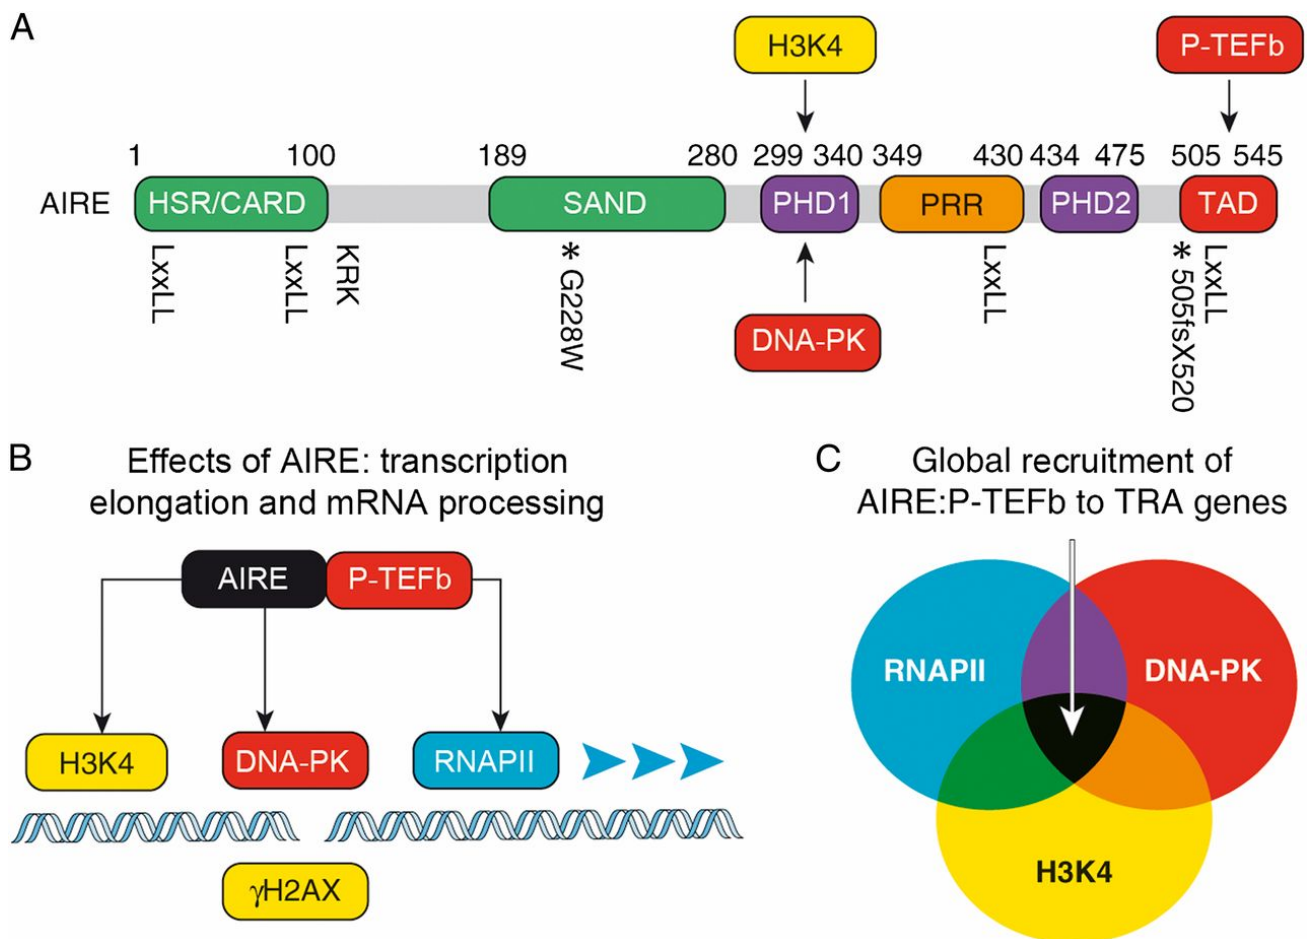 A
H3K4
P-TEFb
1 100 189 280 299 340 349 430 434 475 505 545
AIRE HSR/CARD SAND PHD1 PRR PHD2 TAD
LxxLL LxxLL KRK * G228W LxxLL * 505fsX520 LxxLL
DNA-PK
B
Effects of AIRE: transcription
elongation and mRNA processing
AIRE P-TEFb
H3K4 DNA-PK RNAPII
γH2AX
C
Global recruitment of
AIRE:P-TEFb to TRA genes
RNAPII DNA-PK
H3K4